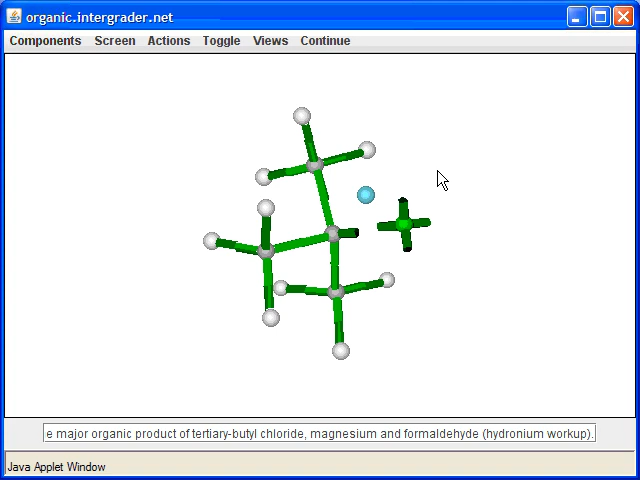 organic.intergrader.net
Components Screen Actions Toggle Views Continue
e major organic product of tertiary-butyl chloride, magnesium and formaldehyde (hydronium workup).
Java Applet Window